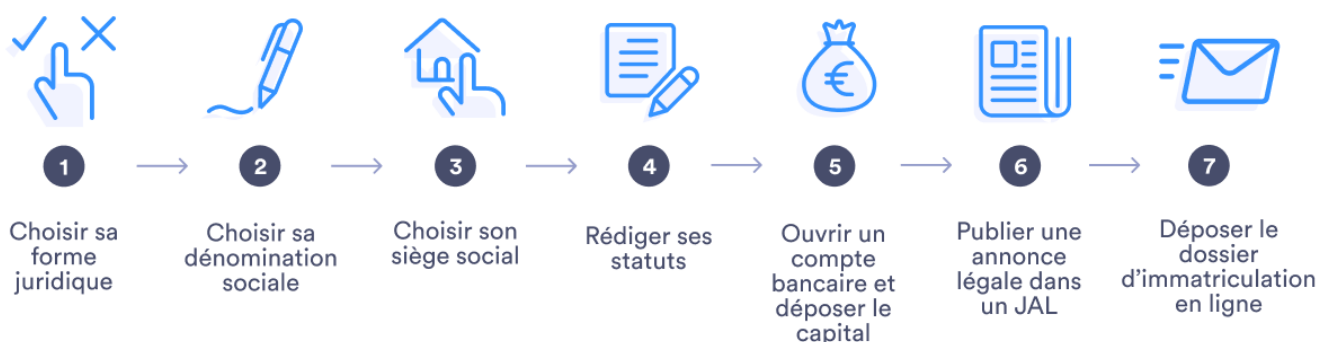 1
Choisir sa
forme
juridique
2
Choisir sa
dénomination
sociale
3
Choisir son
siège social
4
Rédiger ses
statuts
5
€
Ouvrir un
compte
bancaire et
déposer le
capital
6
Publier une
annonce
légale dans
un JAL
7
Déposer le
dossier
d’immatriculation
en ligne